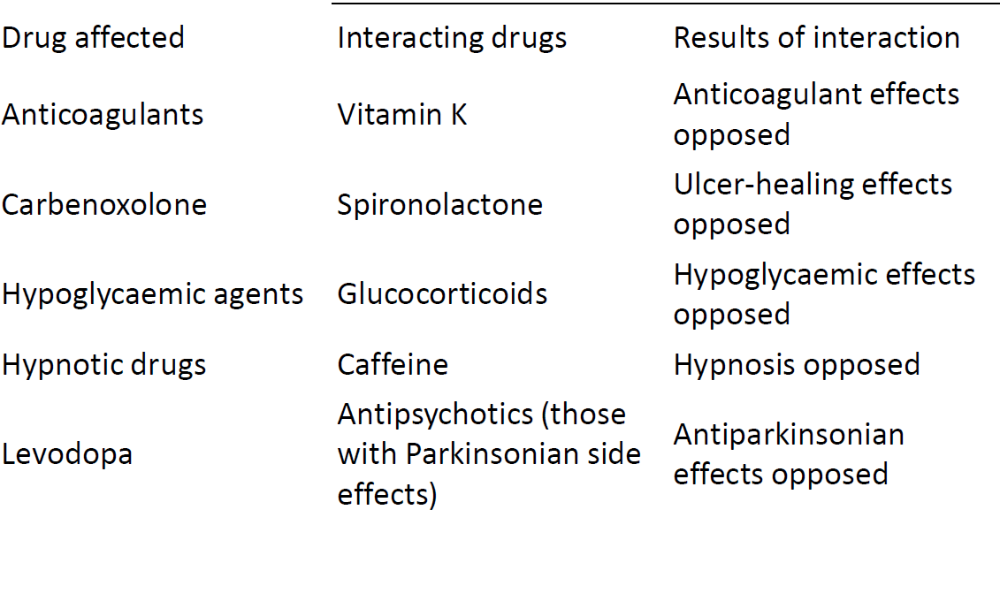 Drug affected Interacting drugs Results of interaction
Anticoagulants Vitamin K Anticoagulant effects
opposed
Carbenoxolone Spironolactone Ulcer-healing effects
opposed
Hypoglycaemic agents Glucocorticoids Hypoglycaemic effects
opposed
Hypnotic drugs Caffeine Hypnosis opposed
Levodopa Antipsychotics (those
with Parkinsonian side
effects) Antiparkinsonian
effects opposed